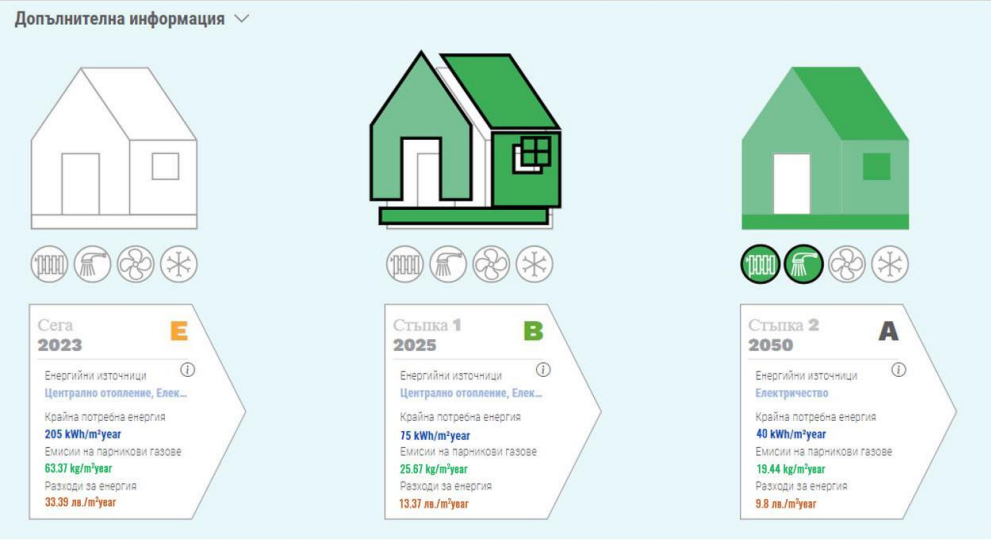 Допълнителна информация
Сега
2023
E
Енергийни източници
Централно отопление, Елек...
Крайна потребна енергия
205 kWh/m²year
Емисии на парникови газове
63.37 kg/m²year
Разходи за енергия
33.39 лв./m²year
Стъпка 1
2025
B
Енергийни източници
Централно отопление, Елек...
Крайна потребна енергия
75 kWh/m²year
Емисии на парникови газове
25.67 kg/m²year
Разходи за енергия
13.37 лв./m²year
Стъпка 2
2050
A
Енергийни източници
Електричество
Крайна потребна енергия
40 kWh/m²year
Емисии на парникови газове
19.44 kg/m²year
Разходи за енергия
9.8 лв./m²year